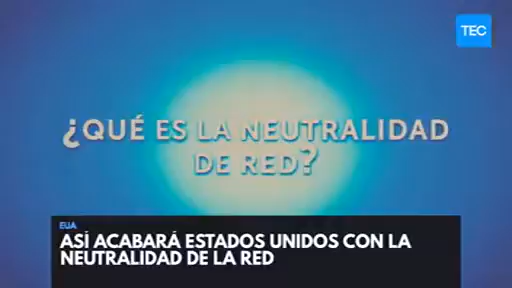 TEC
¿QUÉ ES LA NEUTRALIDAD
DE RED?
EUA
ASÍ ACABARÁ ESTADOS UNIDOS CON LA
NEUTRALIDAD DE LA RED